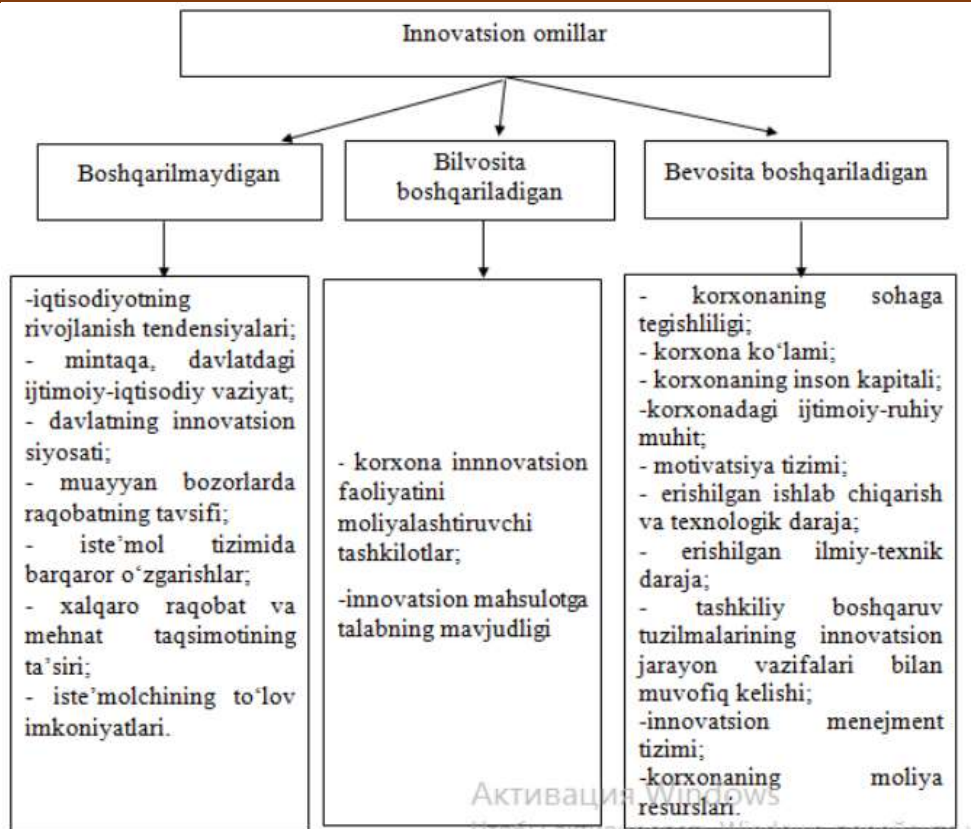 Innovatsion omillar
Boshqarilmaydigan
Bilvosita
boshqariladigan
Bevosita boshqariladigan
-iqtisodiyotning
rivojlanish tendensiyalari;
- mintaqa, davlatdagi
ijtimoiy-iqtisodiy vaziyat;
- davlatning innovatsion
siyosati;
- muayyan bozorlarda
raqobatning tavsifi;
- iste’mol tizimida
barqaror o‘zgarishlar;
- xalqaro raqobat va
mehnat taqsimotining
ta’siri;
- iste’molchining to‘lov
imkoniyatlari.
- korxona innnovatsion
faoliyatini
moliyalashtiruvchi
tashkilotlar;
-innovatsion mahsulotga
talabning mavjudligi
- korxonaning sohaga
tegishliligi;
- korxona ko‘lami;
- korxonaning inson kapitali;
-korxonadagi ijtimoiy-ruhiy
muhit;
- motivatsiya tizimi;
- erishilgan ishlab chiqarish
va texnologik daraja;
- erishilgan ilmiy-texnik
daraja;
- tashkiliy boshqaruv
tuzilmalarining innovatsion
jarayon vazifalari bilan
muvofiq kelishi;
-innovatsion menejment
tizimi;
-korxonaning moliya
resurslari.
Активация Windows